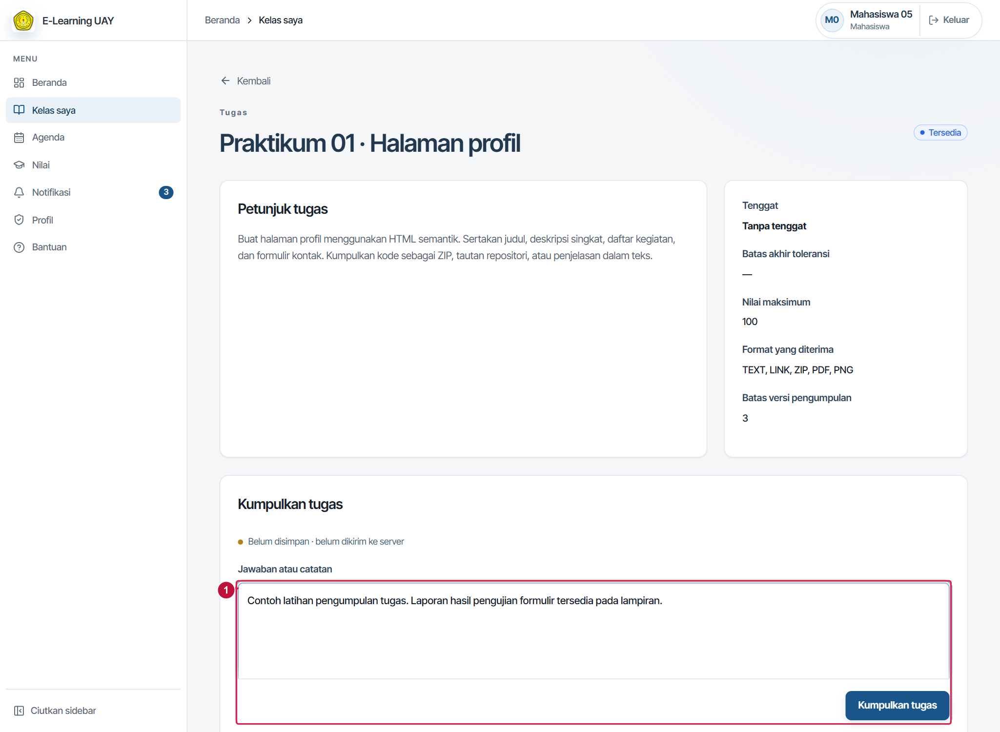 E-Learning UAY
Beranda > Kelas saya
M0
Mahasiswa 05
Mahasiswa
Keluar
MENU
Beranda
Kelas saya
Agenda
Nilai
Notifikasi
3
Profil
Bantuan
Ciutkan sidebar
Kembali
Tugas
Praktikum 01 · Halaman profil
Tersedia
Petunjuk tugas
Buat halaman profil menggunakan HTML semantik. Sertakan judul, deskripsi singkat, daftar kegiatan,
dan formulir kontak. Kumpulkan kode sebagai ZIP, tautan repositori, atau penjelasan dalam teks.
Tenggat
Tanpa tenggat
Batas akhir toleransi
—
Nilai maksimum
100
Format yang diterima
TEXT, LINK, ZIP, PDF, PNG
Batas versi pengumpulan
3
Kumpulkan tugas
Belum disimpan · belum dikirim ke server
Jawaban atau catatan
1
Contoh latihan pengumpulan tugas. Laporan hasil pengujian formulir tersedia pada lampiran.
Kumpulkan tugas